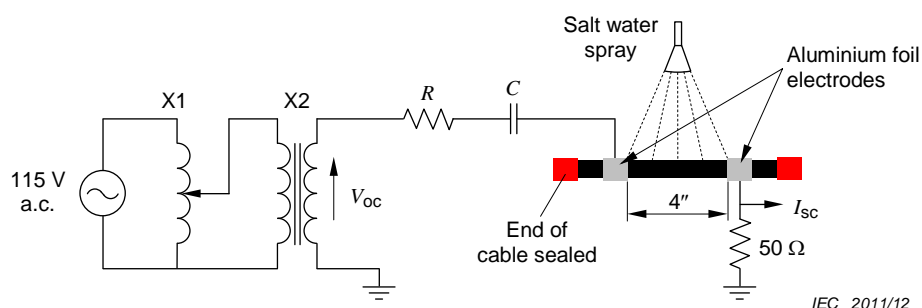 Salt water
spray
Aluminium foil
electrodes
X1
X2
R
C
115 V
a.c.
V_oc
4″
I_sc
End of
cable sealed
50 Ω
IEC 2011/12